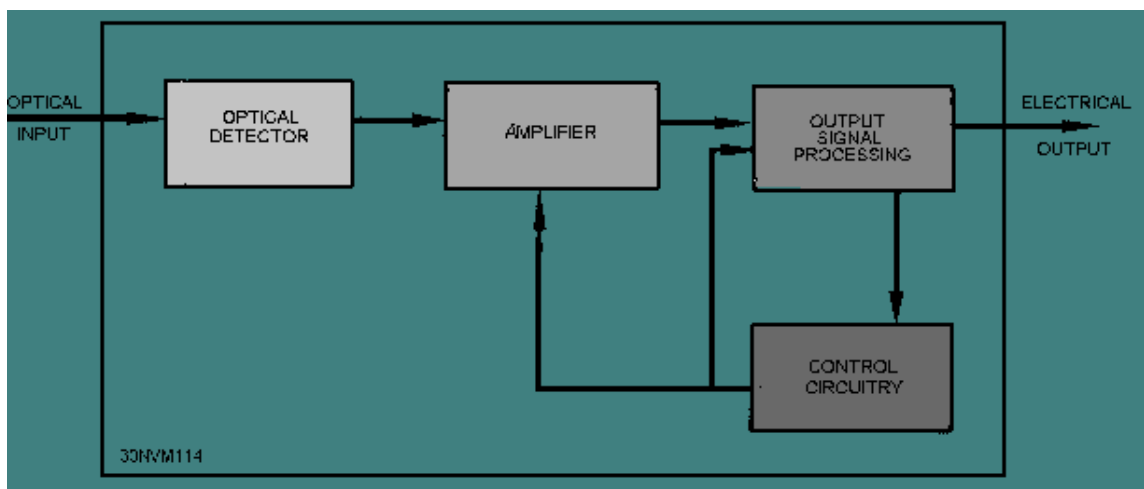 OPTICAL
INPUT
OPTICAL
DETECTOR
AMPLIFIER
OUTPUT
SIGNAL
PROCESSING
ELECTRICAL
OUTPUT
CONTROL
CIRCUITRY
30NVM114